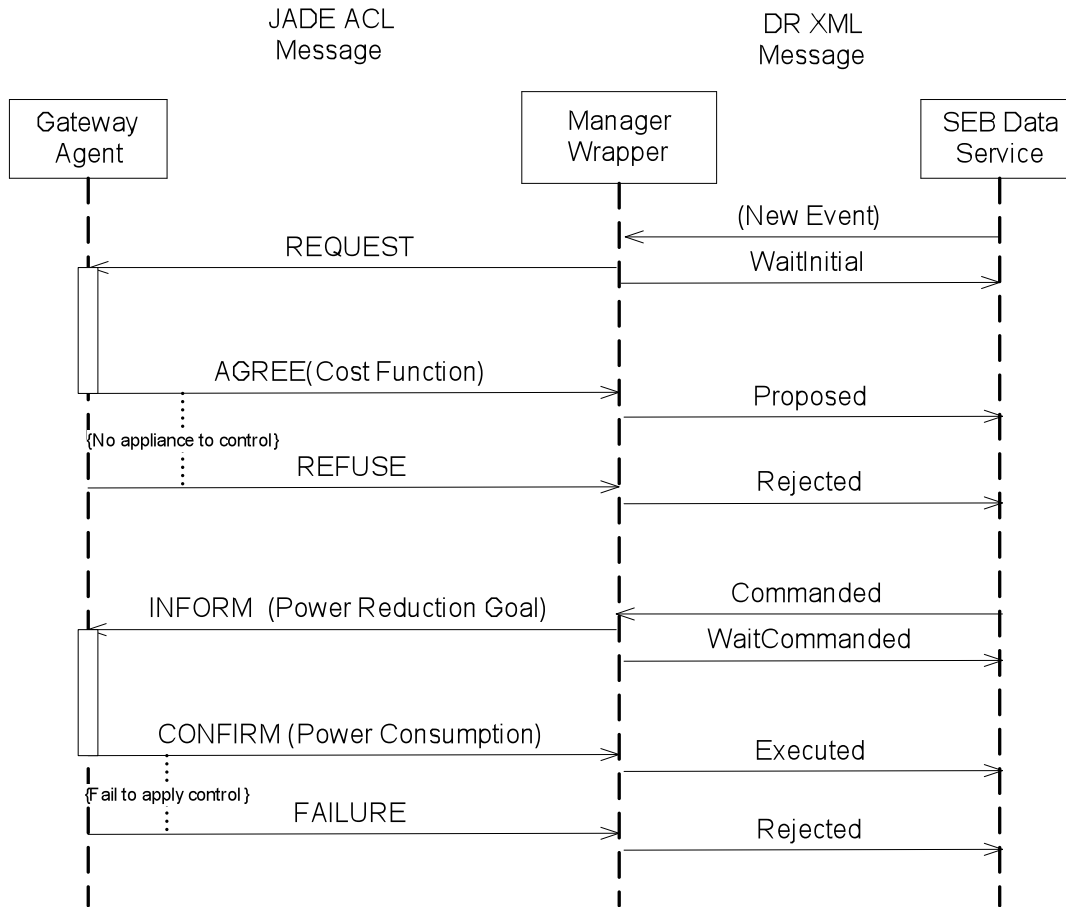 JADE ACL
Message
DR XML
Message
Gateway
Agent
Manager
Wrapper
SEB Data
Service
(New Event)
REQUEST
WaitInitial
AGREE(Cost Function)
Proposed
{No appliance to control}
REFUSE
Rejected
Commanded
INFORM (Power Reduction Goal)
WaitCommanded
CONFIRM (Power Consumption)
Executed
{Fail to apply control}
FAILURE
Rejected